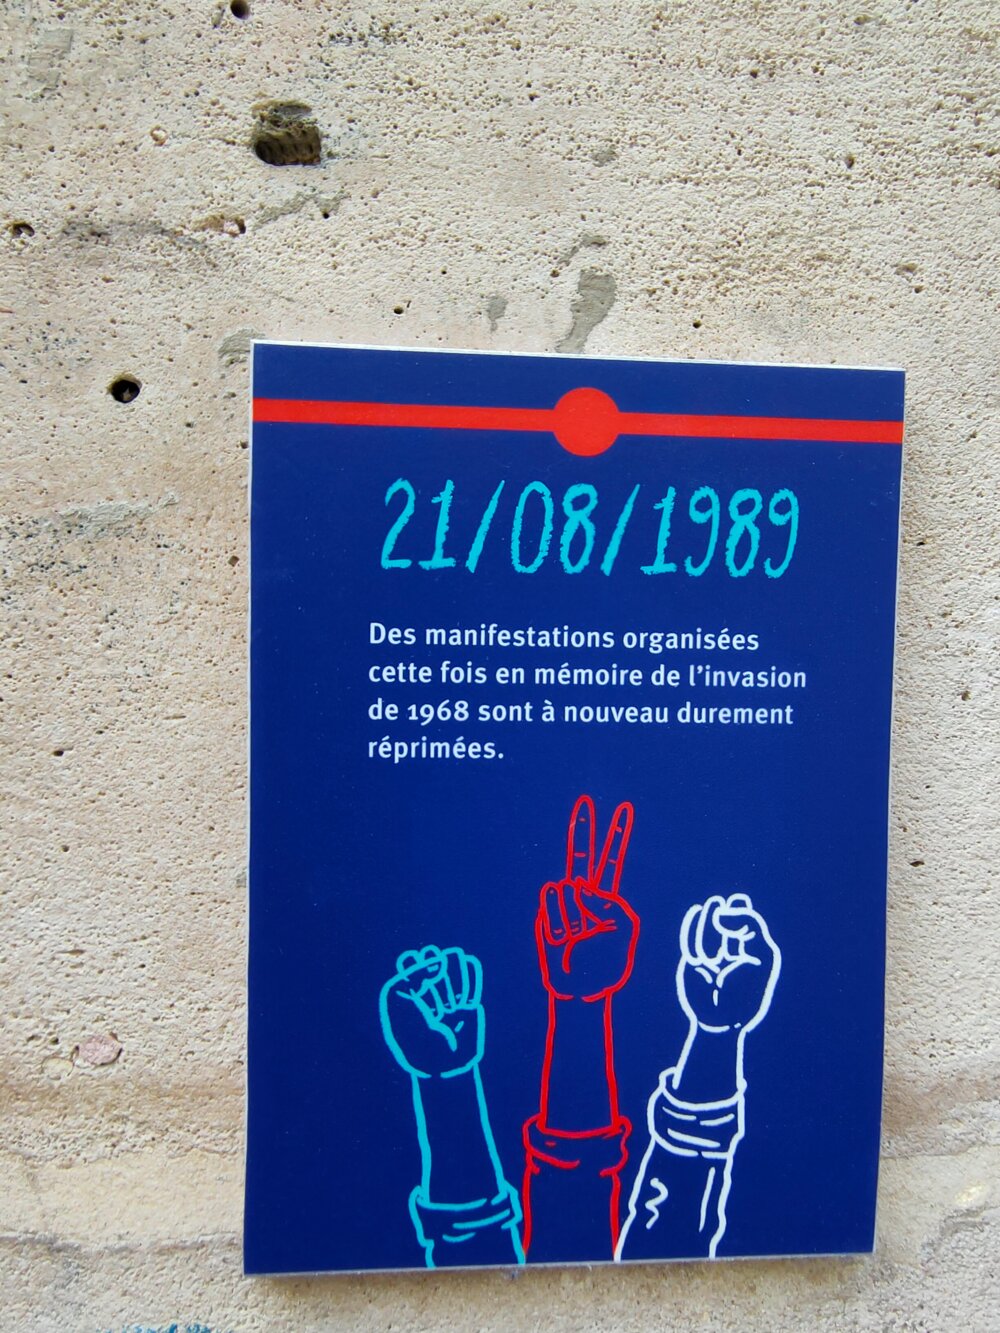 21/08/1989
Des manifestations organisées
cette fois en mémoire de l'invasion
de 1968 sont à nouveau durement
réprimées.